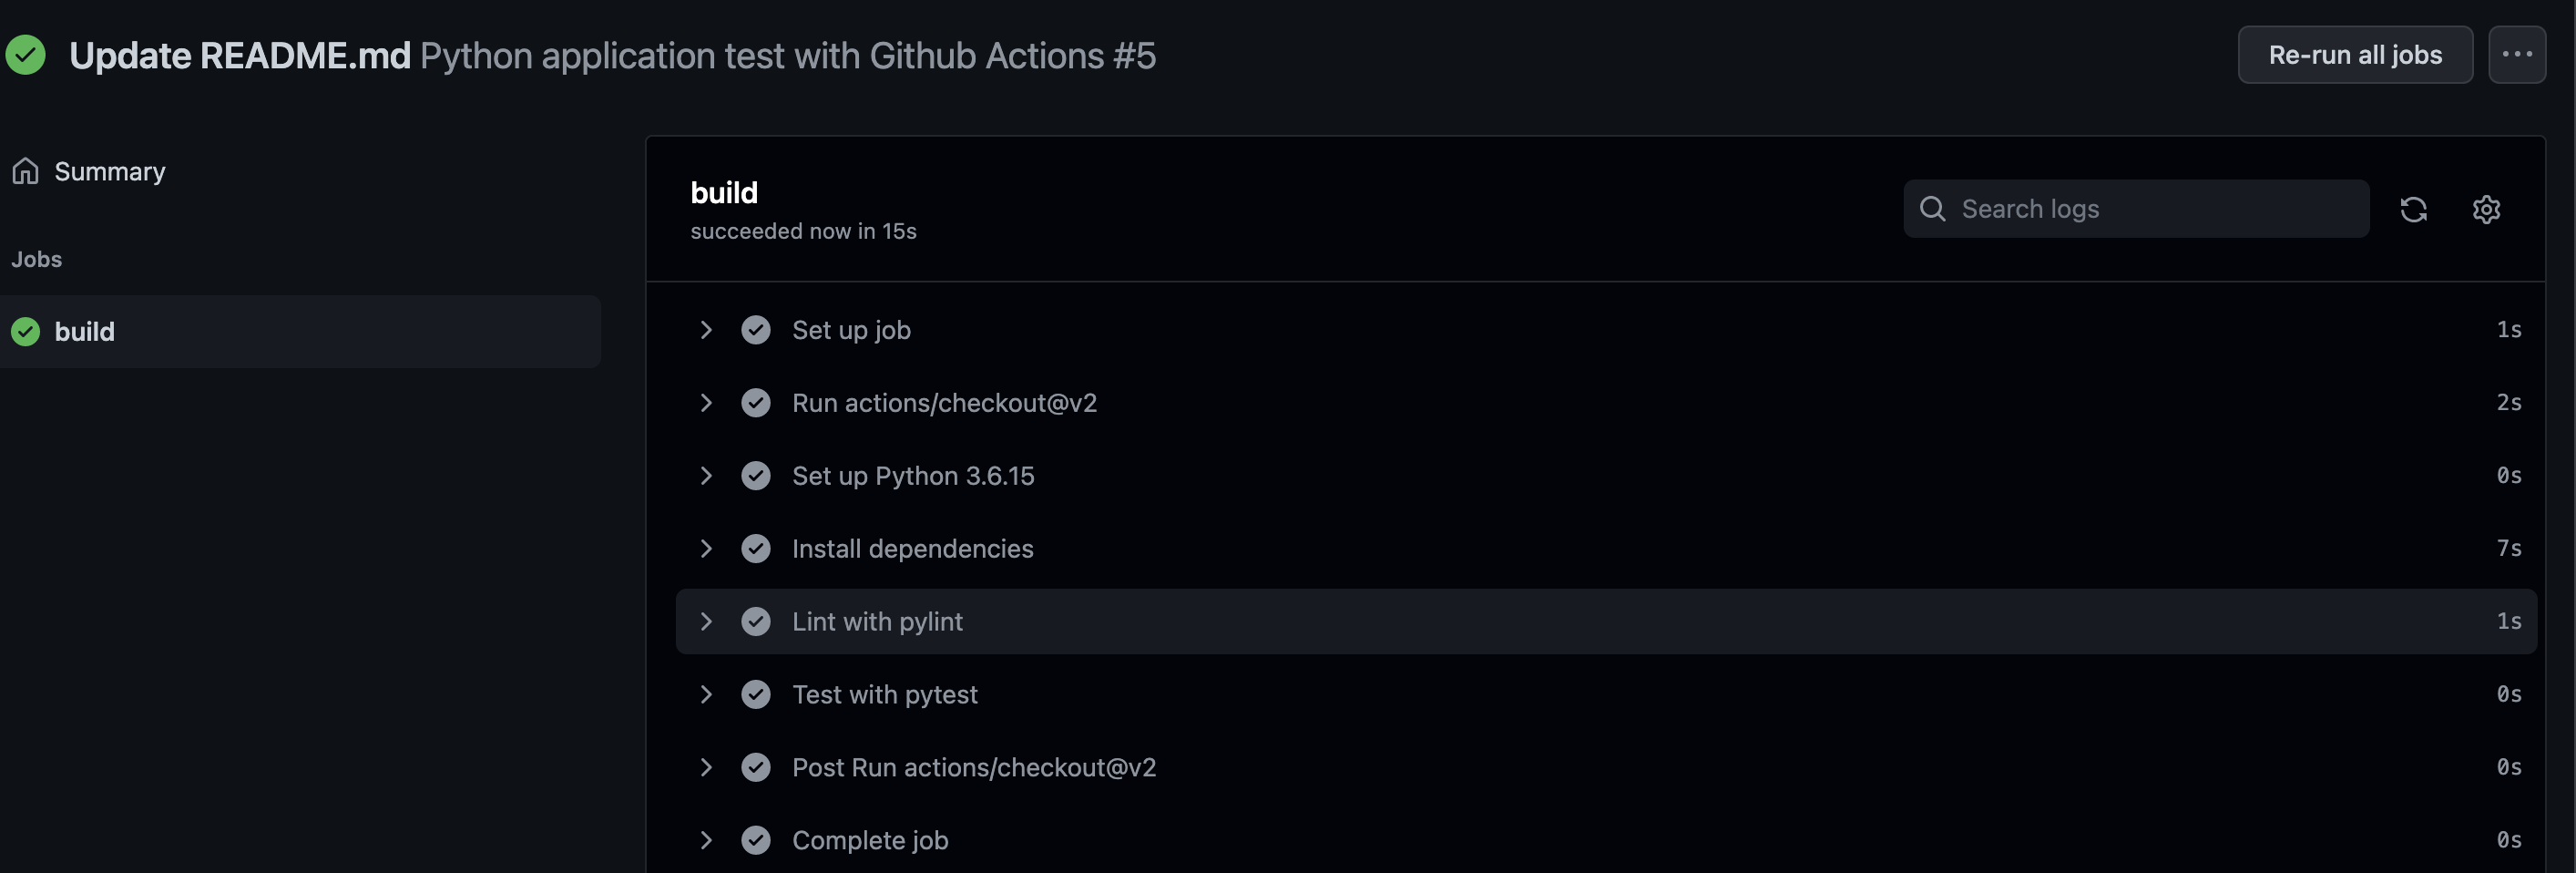 Update README.md Python application test with Github Actions #5
Re-run all jobs
Summary
Jobs
build
build
succeeded now in 15s
Search logs
Set up job 1s
Run actions/checkout@v2 2s
Set up Python 3.6.15 0s
Install dependencies 7s
Lint with pylint 1s
Test with pytest 0s
Post Run actions/checkout@v2 0s
Complete job 0s